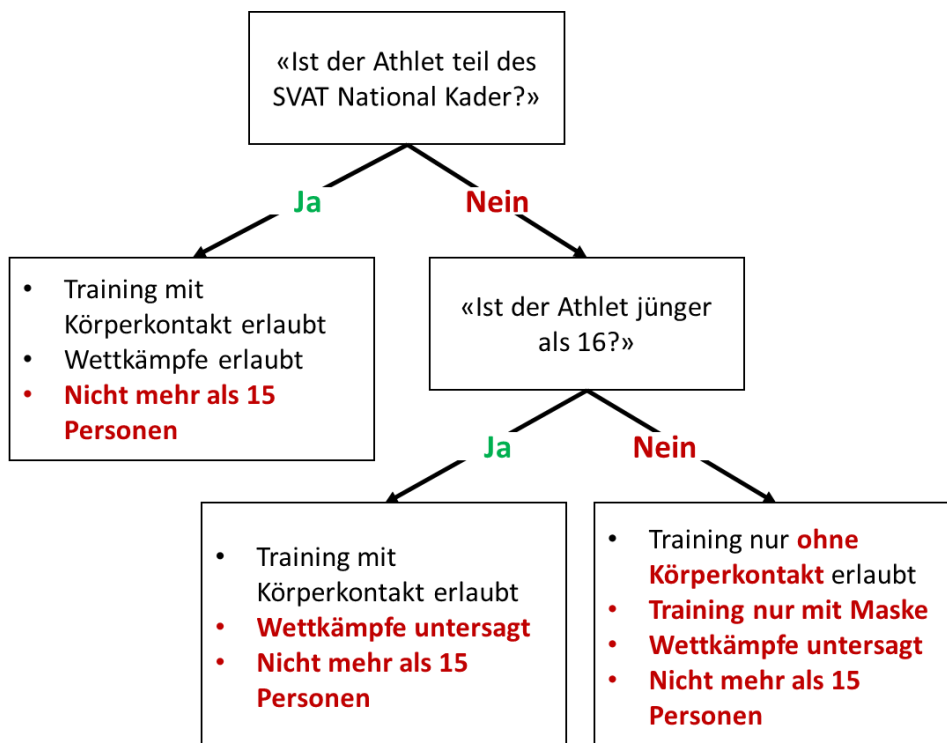 «Ist der Athlet teil des
SVAT National Kader?»
Ja
Nein
• Training mit
Körperkontakt erlaubt
• Wettkämpfe erlaubt
• Nicht mehr als 15
Personen
«Ist der Athlet jünger
als 16?»
Ja
Nein
• Training mit
Körperkontakt erlaubt
• Wettkämpfe untersagt
• Nicht mehr als 15
Personen
• Training nur ohne
Körperkontakt erlaubt
• Training nur mit Maske
• Wettkämpfe untersagt
• Nicht mehr als 15
Personen